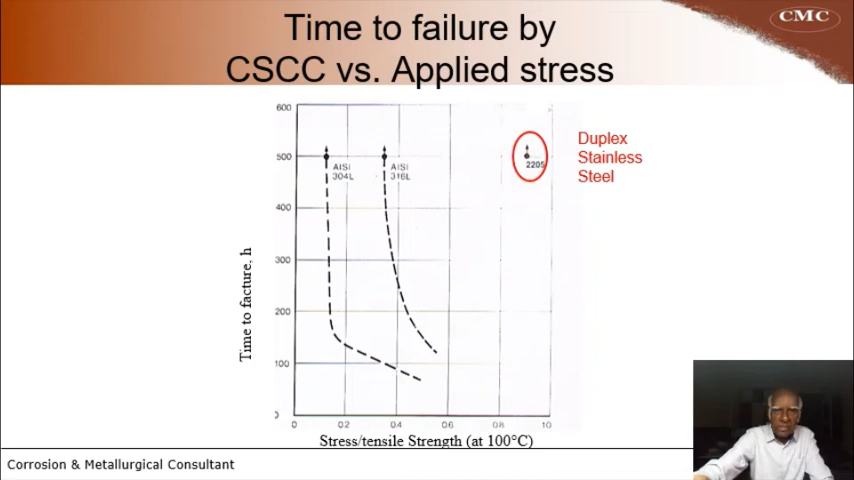 CMC
Time to failure by
CSCC vs. Applied stress
600
500
400
300
200
100
0
AISI
304L
AISI
316L
2205
Duplex
Stainless
Steel
Time to facture, h
0
0.2
0.4
0.6
0.8
1.0
Stress/tensile Strength (at 100°C)
Corrosion & Metallurgical Consultant